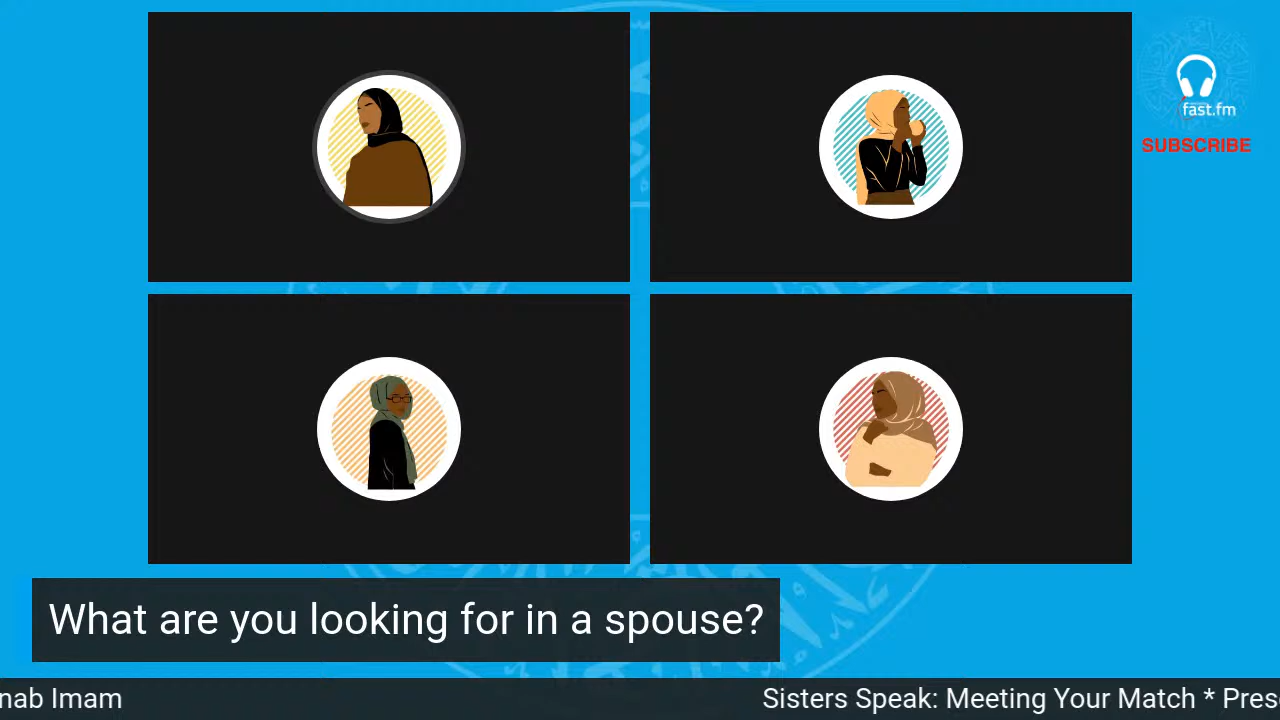 fast.fm
SUBSCRIBE
What are you looking for in a spouse?
nab Imam
Sisters Speak: Meeting Your Match * Pres